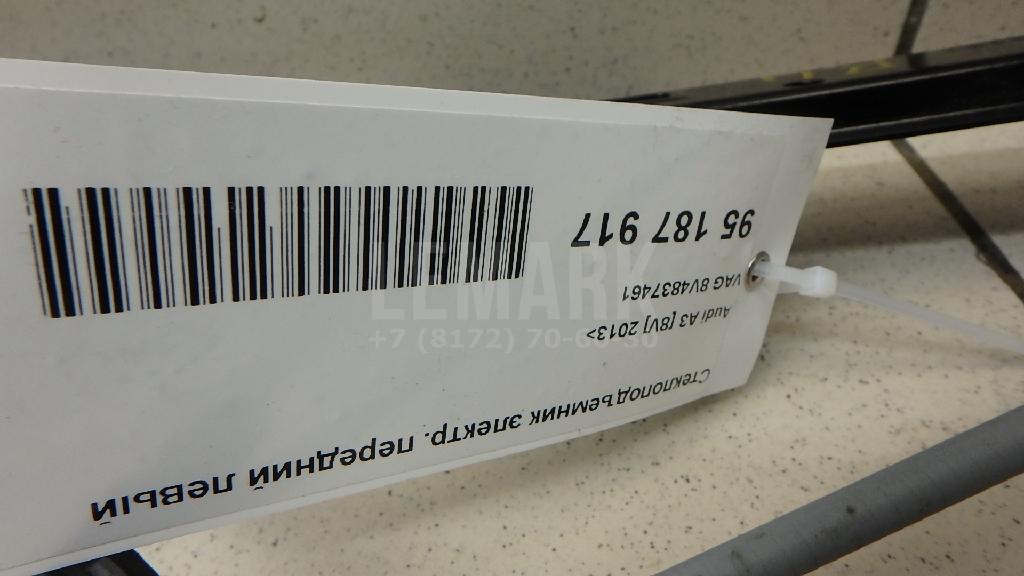 Стеклоподъемник электр. передний левый
Audi A3 [8V] 2013>
VAG 8V4837461
95 187 917
LEMARK